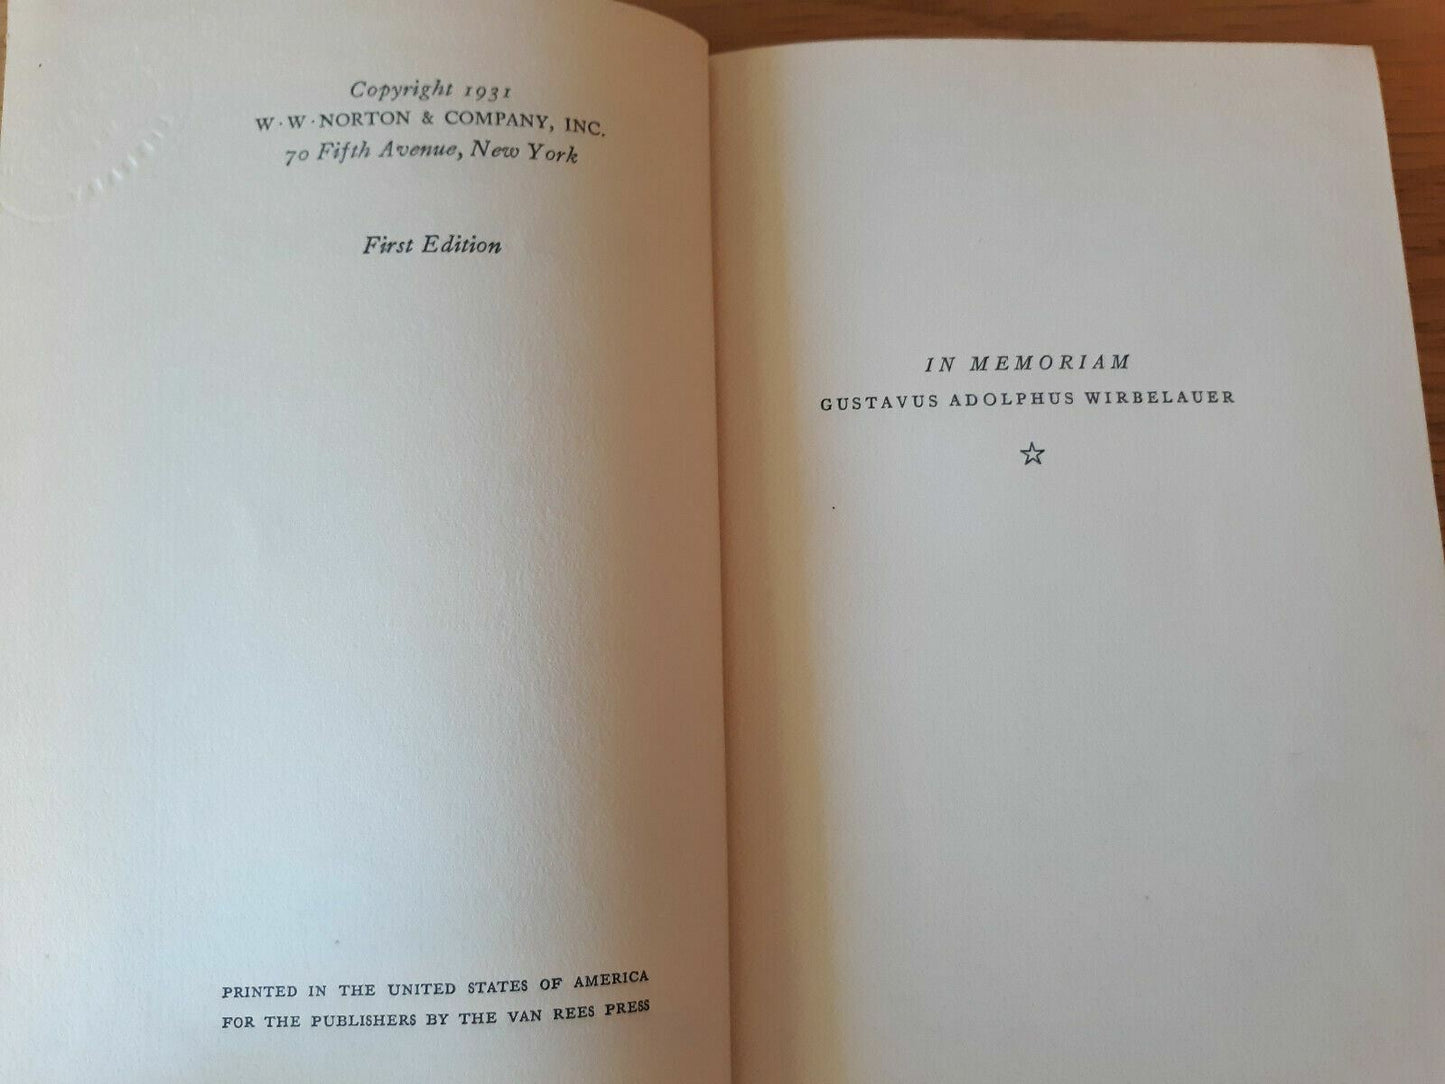 Copyright 1931
W · W · NORTON & COMPANY, INC.
70 Fifth Avenue, New York
First Edition
PRINTED IN THE UNITED STATES OF AMERICA
FOR THE PUBLISHERS BY THE VAN REES PRESS
IN MEMORIAM
GUSTAVUS ADOLPHUS WIRBELAUER